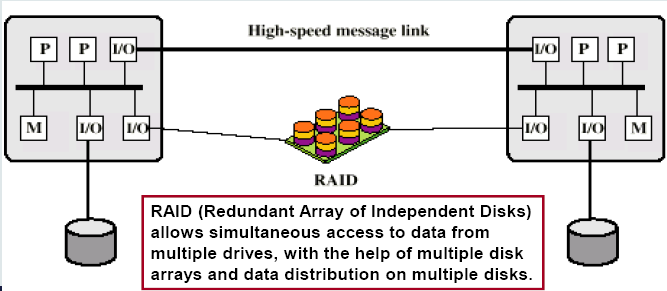 High-speed message link
P P I/O
I/O P P
M I/O I/O
I/O I/O M
RAID
RAID (Redundant Array of Independent Disks)
allows simultaneous access to data from
multiple drives, with the help of multiple disk
arrays and data distribution on multiple disks.